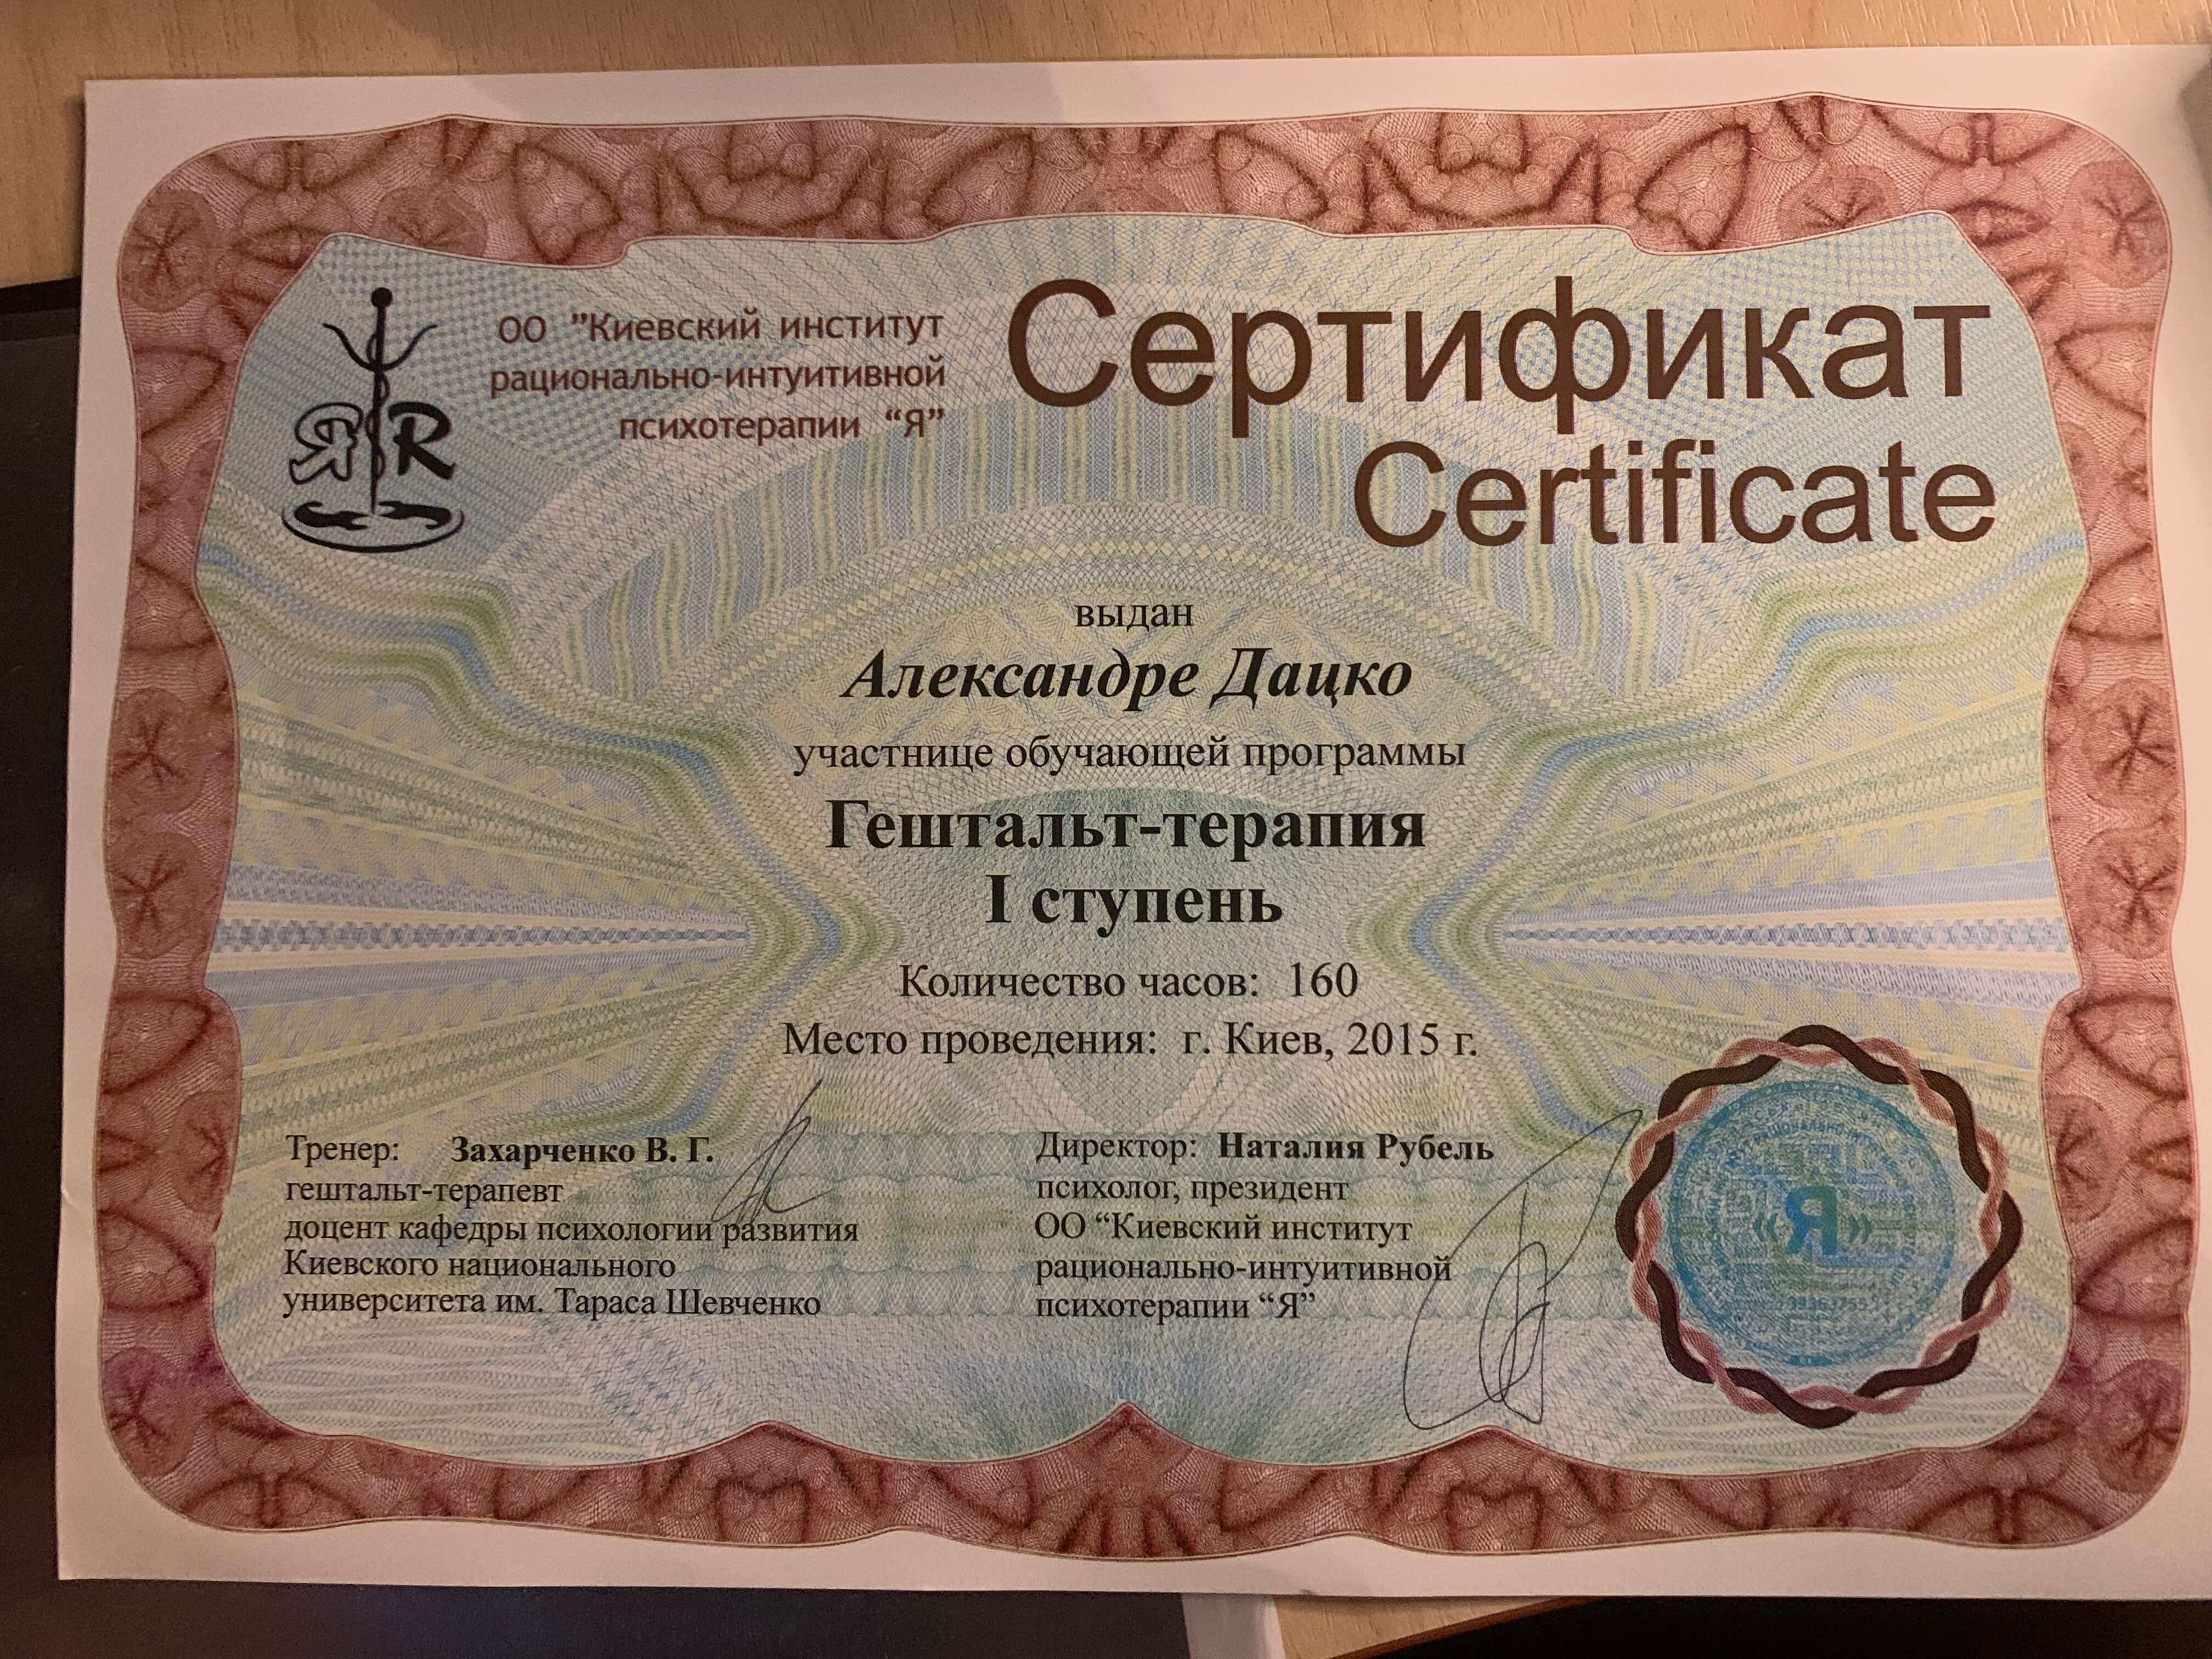 ОО "Киевский институт
рационально-интуитивной
психотерапии “Я”
ЯR
Сертификат
Certificate
выдан
Александре Дацко
участнице обучающей программы
Гештальт-терапия
I ступень
Количество часов: 160
Место проведения: г. Киев, 2015 г.
Тренер: Захарченко В. Г.
гештальт-терапевт
доцент кафедры психологии развития
Киевского национального
университета им. Тараса Шевченко
Директор: Наталия Рубель
психолог, президент
ОО “Киевский институт
рационально-интуитивной
психотерапии “Я”
«Я»